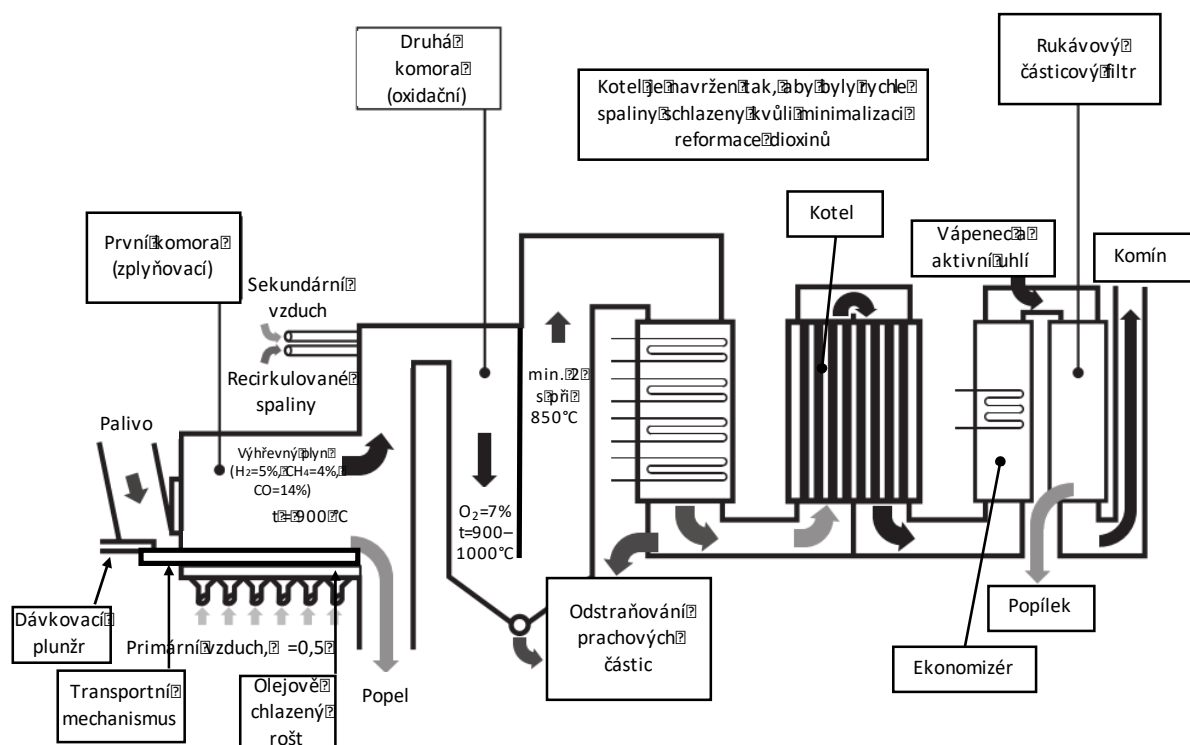 Druhá
komora
(oxidační)
Rukávový
částicový filtr
Kotel je navržen tak, aby byly rychle
spaliny schlazeny kvůli minimalizaci
reformace dioxinů
Kotel
První komora
(zplyňovací)
Vápenec a
aktivní uhlí
Komín
Sekundární
vzduch
Recirkulované
spaliny
min. 2
s při
850°C
Palivo
Výhřevný plyn
(H₂=5%, CH₄=4%,
CO=14%)
t = 900 °C
O₂=7%
t=900–
1000°C
Dávkovací
plunžr
Primární vzduch, =0,5
Transportní
mechanismus
Olejově
chlazený
rošt
Popel
Odstraňování
prachových
částic
Popílek
Ekonomizér